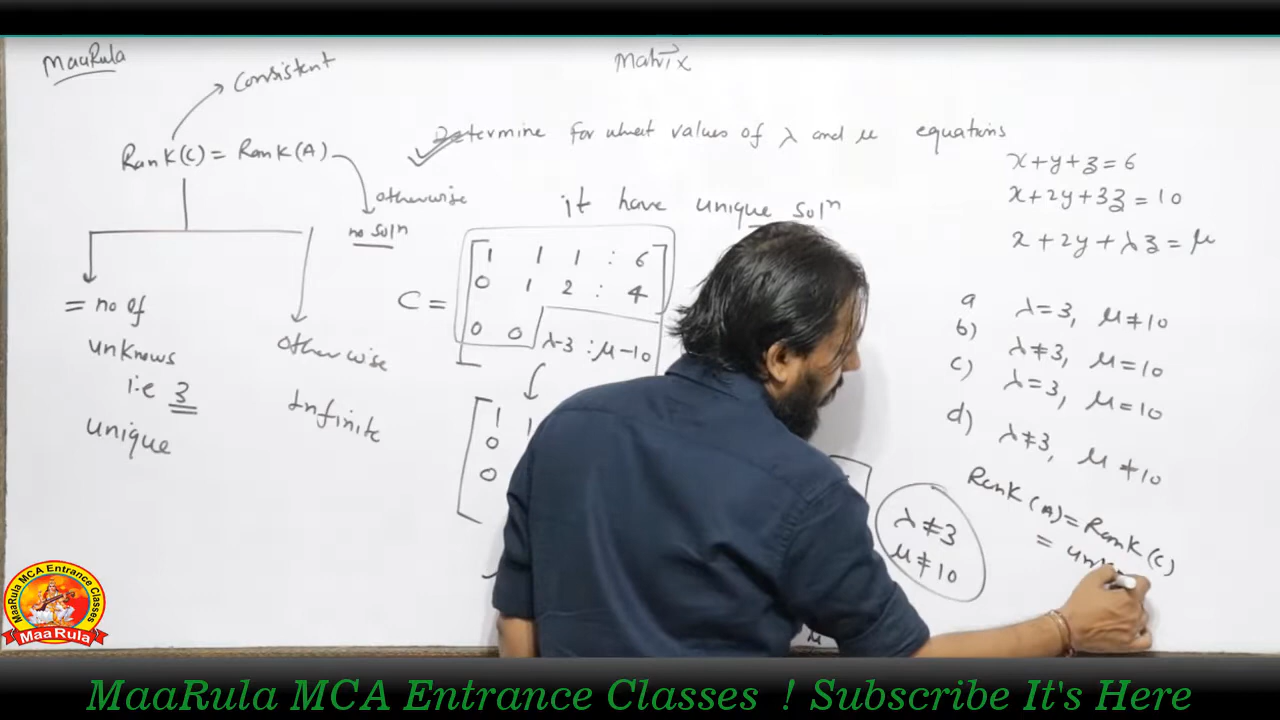 MaaRula
Matrix
Consistent
Rank(C) = Rank(A)
otherwise
no solⁿ
= no of
unknows
i.e 3
unique
otherwise
Infinite
Determine for what values of λ and μ equations
x+y+z=6
x+2y+3z=10
x+2y+λz=μ
it have unique solⁿ
C =
1 1 1 : 6
0 1 2 : 4
0 0 λ-3 : μ-10
1
0
0
a λ=3, μ≠10
b) λ≠3, μ=10
c) λ=3, μ=10
d) λ≠3, μ≠10
λ≠3
μ≠10
Rank(A)=Rank(C)
=
μ
MaaRula MCA Entrance Classes
MaaRula
MaaRula MCA Entrance Classes ! Subscribe It's Here